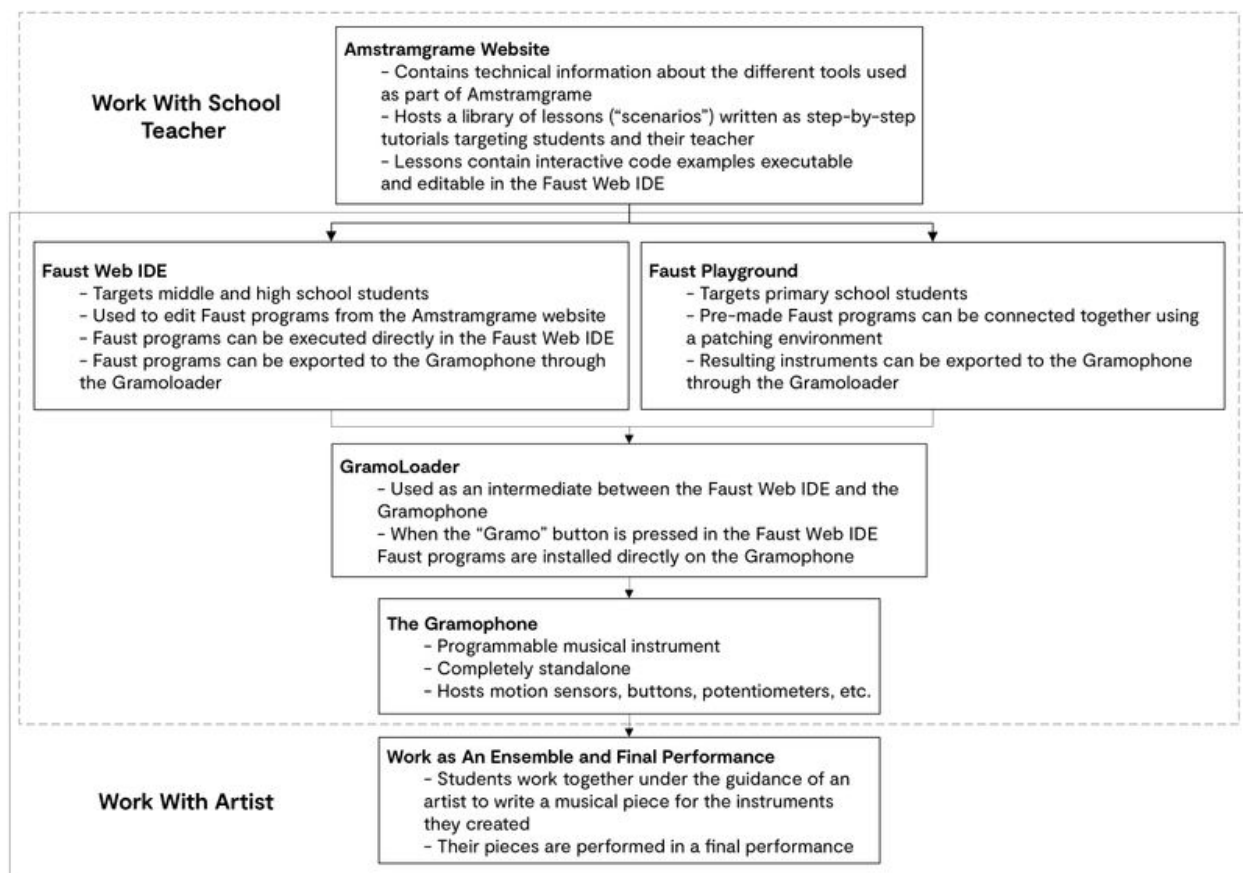 Amstramgrame Website
- Contains technical information about the different tools used
as part of Amstramgrame
- Hosts a library of lessons (“scenarios”) written as step-by-step
tutorials targeting students and their teacher
- Lessons contain interactive code examples executable
and editable in the Faust Web IDE
Work With School
Teacher
Faust Web IDE
- Targets middle and high school students
- Used to edit Faust programs from the Amstramgrame website
- Faust programs can be executed directly in the Faust Web IDE
- Faust programs can be exported to the Gramophone through
the Gramoloader
Faust Playground
- Targets primary school students
- Pre-made Faust programs can be connected together using
a patching environment
- Resulting instruments can be exported to the Gramophone
through the Gramoloader
GramoLoader
- Used as an intermediate between the Faust Web IDE and the
Gramophone
- When the “Gramo” button is pressed in the Faust Web IDE
Faust programs are installed directly on the Gramophone
The Gramophone
- Programmable musical instrument
- Completely standalone
- Hosts motion sensors, buttons, potentiometers, etc.
Work as An Ensemble and Final Performance
- Students work together under the guidance of an
artist to write a musical piece for the instruments
they created
- Their pieces are performed in a final performance
Work With Artist